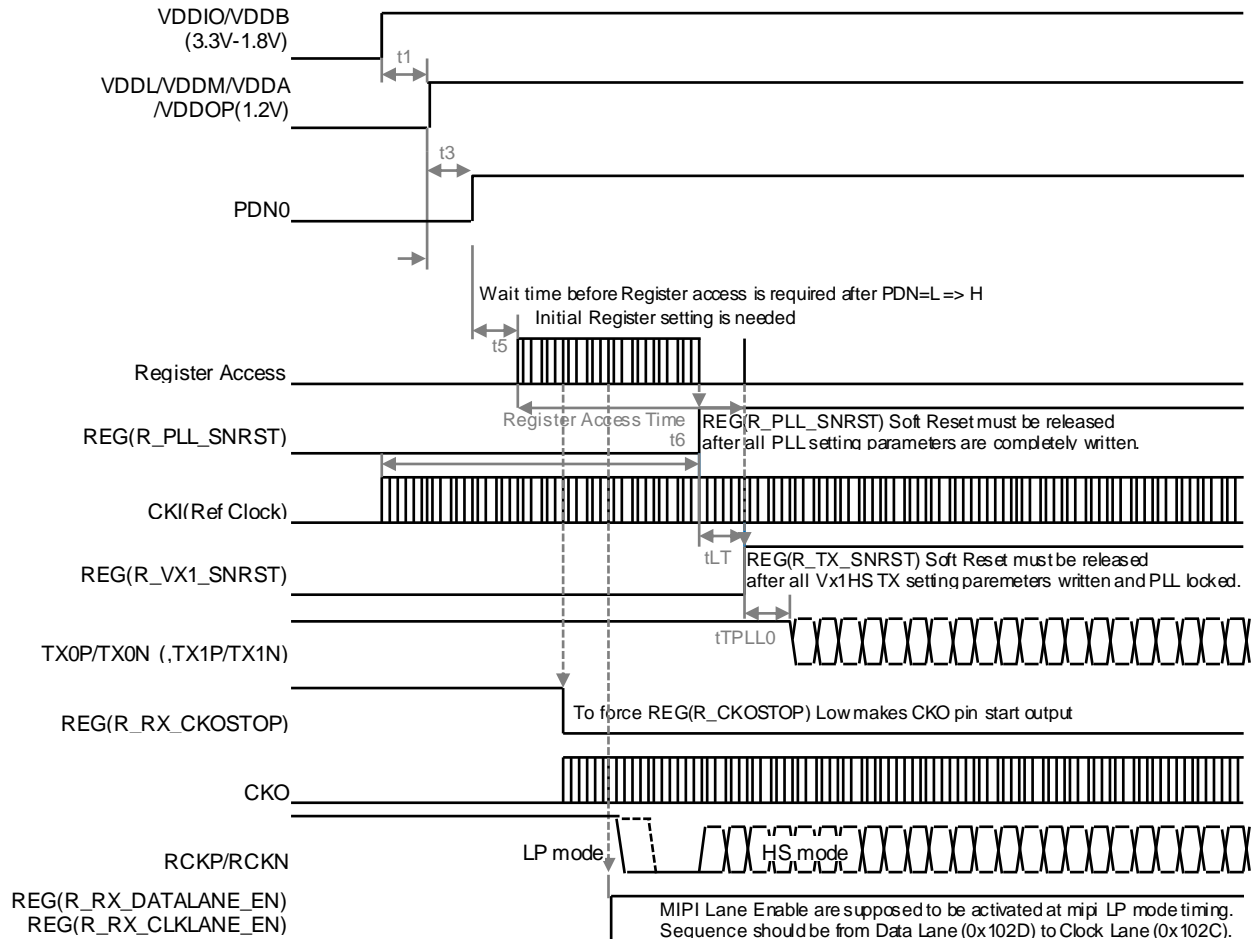 VDDIO/VDDB
(3.3V-1.8V)
t1
VDDL/VDDM/VDDA
/VDDOP(1.2V)
t3
PDN0
Wait time before Register access is required after PDN=L => H
Initial Register setting is needed
t5
Register Access
Register Access Time
t6
REG(R_PLL_SNRST) Soft Reset must be released
after all PLL setting parameters are completely written.
REG(R_PLL_SNRST)
CKI(Ref Clock)
tLT
REG(R_TX_SNRST) Soft Reset must be released
after all Vx1HS TX setting paremeters written and PLL locked.
REG(R_VX1_SNRST)
tTPLL0
TX0P/TX0N (,TX1P/TX1N)
To force REG(R_CKOSTOP) Low makes CKO pin start output
REG(R_RX_CKOSTOP)
CKO
LP mode
HS mode
RCKP/RCKN
REG(R_RX_DATALANE_EN)
REG(R_RX_CLKLANE_EN)
MIPI Lane Enable are supposed to be activated at mipi LP mode timing.
Sequence should be from Data Lane (0x102D) to Clock Lane (0x102C).